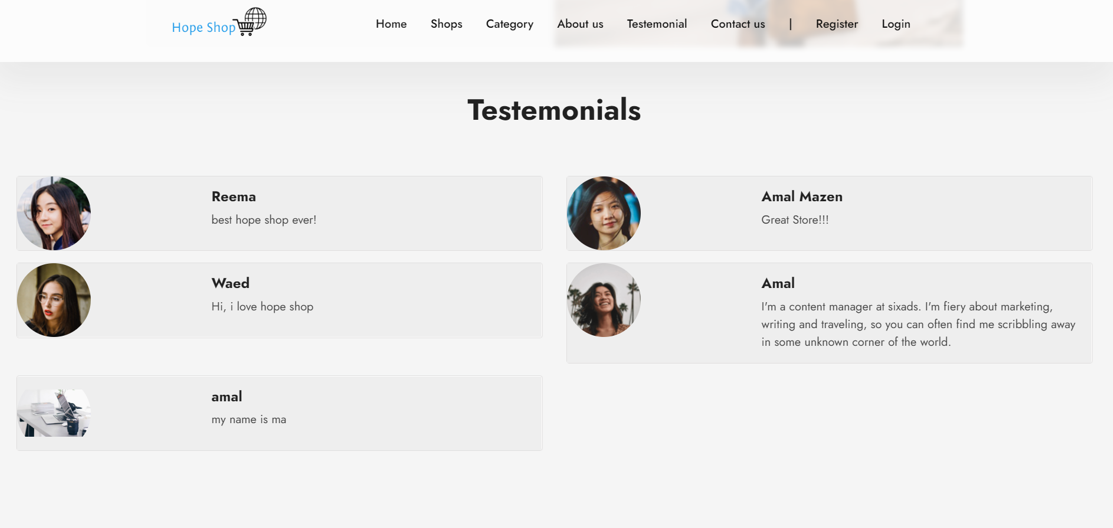 Hope Shop
Home Shops Category About us Testemonial Contact us | Register Login
Testemonials
Reema
best hope shop ever!
Amal Mazen
Great Store!!!
Waed
Hi, i love hope shop
Amal
I'm a content manager at sixads. I'm fiery about marketing,
writing and traveling, so you can often find me scribbling away
in some unknown corner of the world.
amal
my name is ma